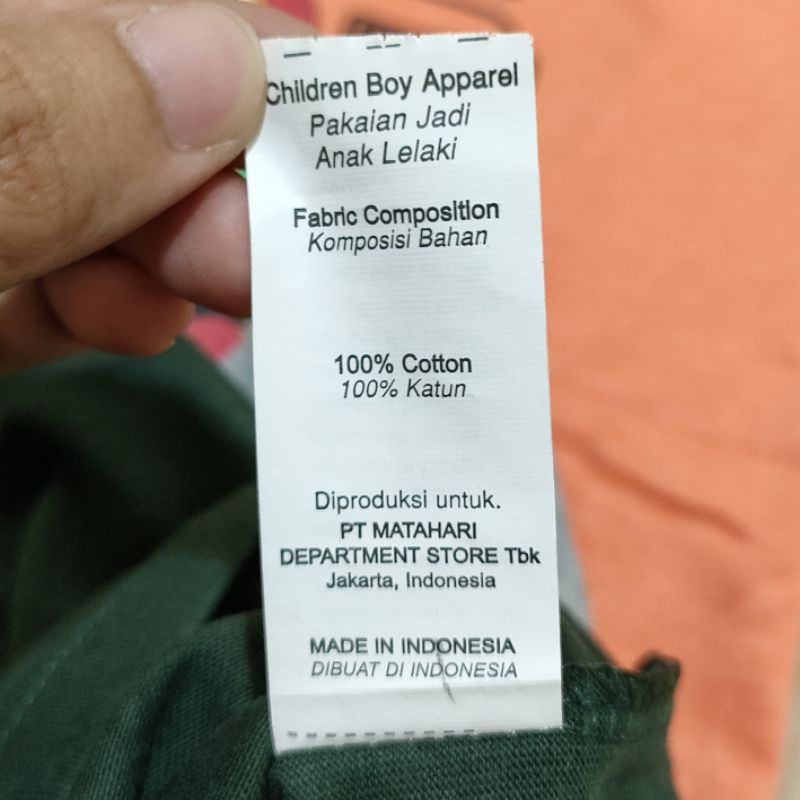 Children Boy Apparel
Pakaian Jadi
Anak Lelaki
Fabric Composition
Komposisi Bahan
100% Cotton
100% Katun
Diproduksi untuk.
PT MATAHARI
DEPARTMENT STORE Tbk
Jakarta, Indonesia
MADE IN INDONESIA
DIBUAT DI INDONESIA